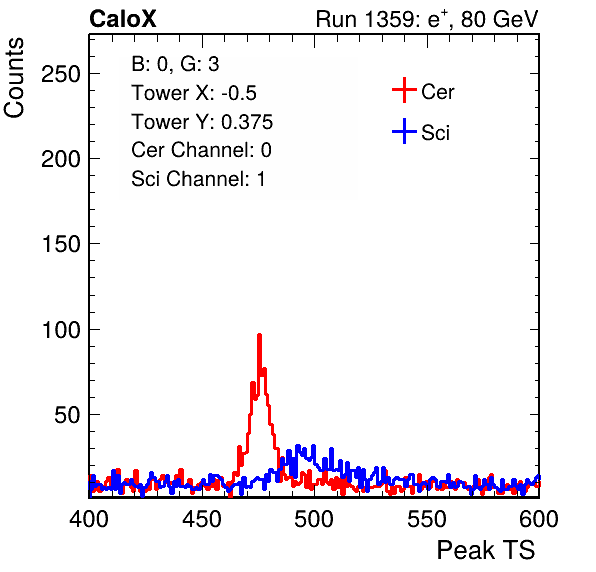 CaloX Run 1359: e+, 80 GeV
B: 0, G: 3
Tower X: -0.5
Tower Y: 0.375
Cer Channel: 0
Sci Channel: 1
Cer
Sci
Counts
250
200
150
100
50
400 450 500 550 600
Peak TS